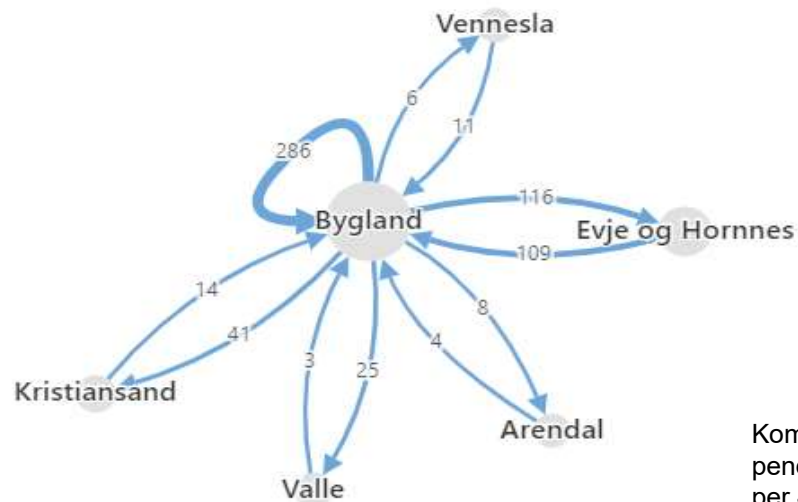 Vennesla
6
11
286
116
Bygland
Evje og Hornnes
109
14
8
41
4
3
25
Kristiansand
Arendal
Valle
Kom
pend
per